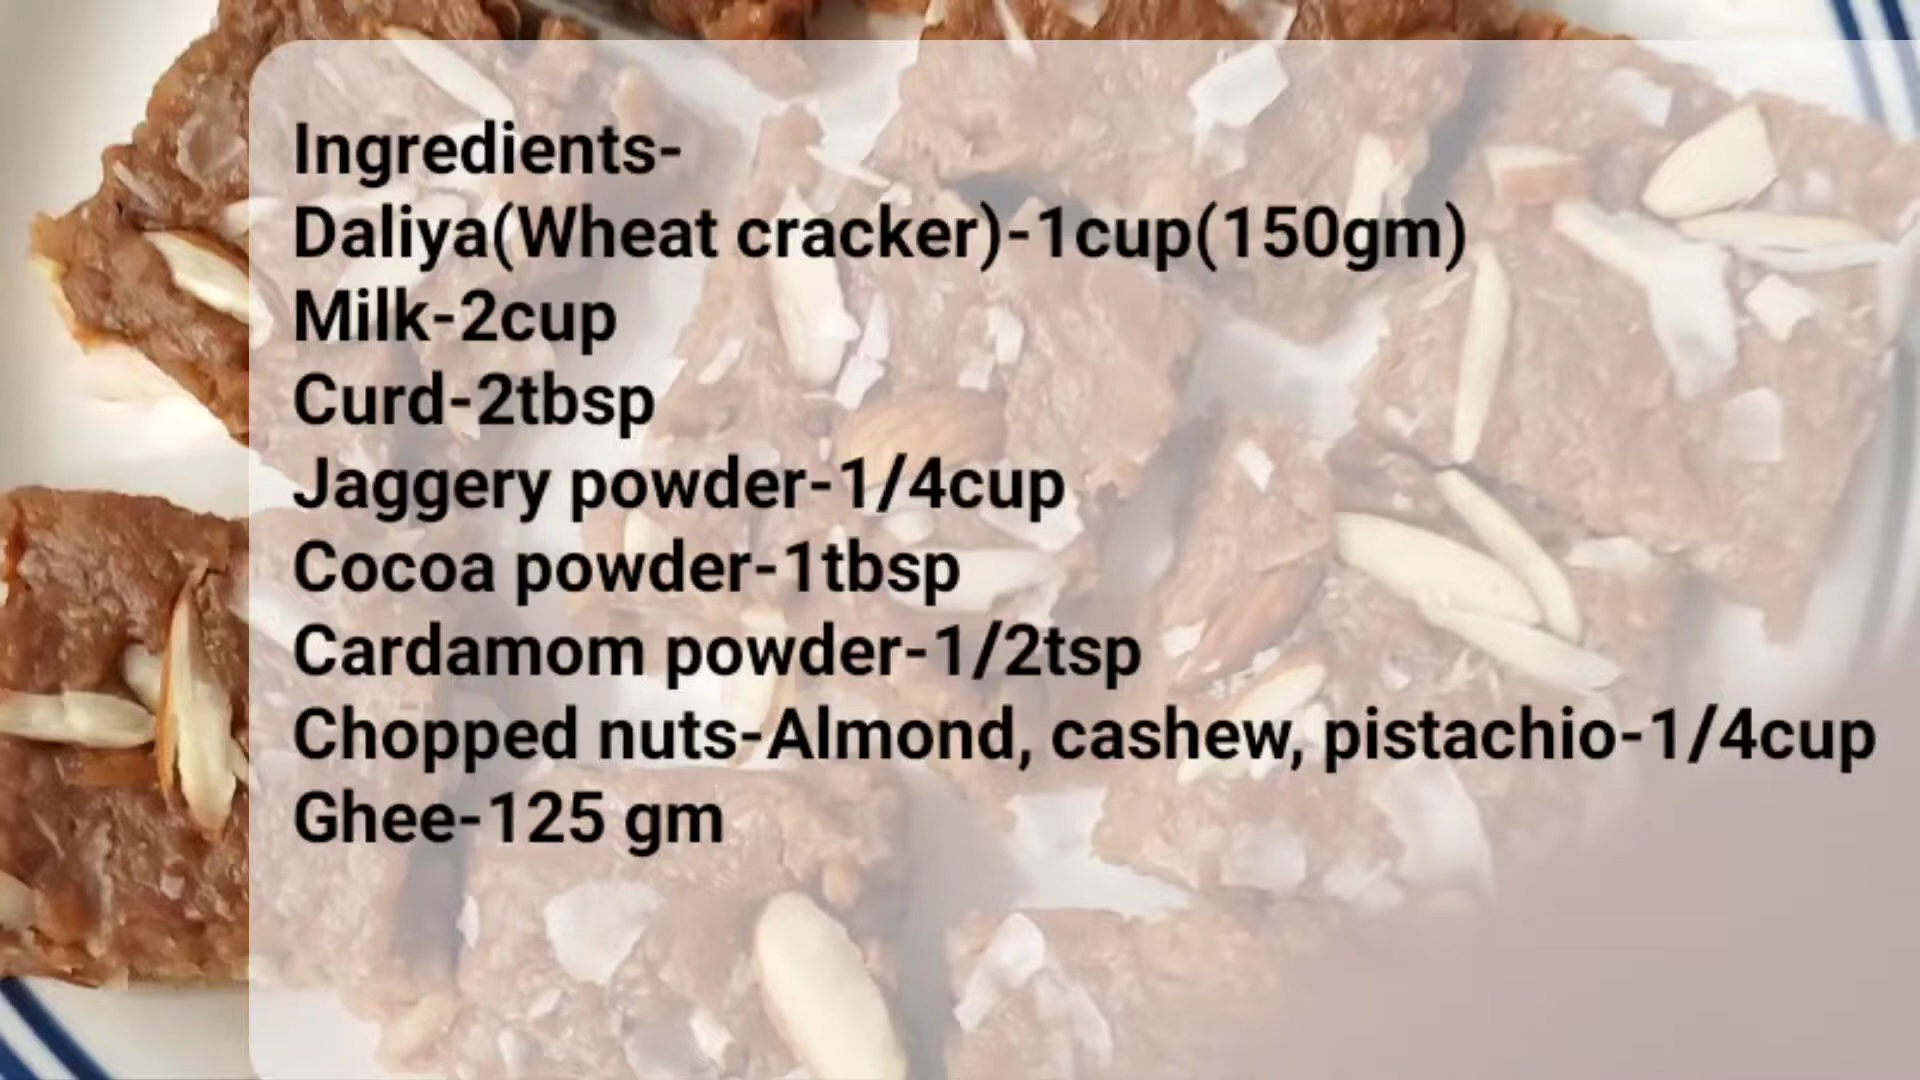 Ingredients-
Daliya(Wheat cracker)-1cup(150gm)
Milk-2cup
Curd-2tbsp
Jaggery powder-1/4cup
Cocoa powder-1tbsp
Cardamom powder-1/2tsp
Chopped nuts-Almond, cashew, pistachio-1/4cup
Ghee-125 gm